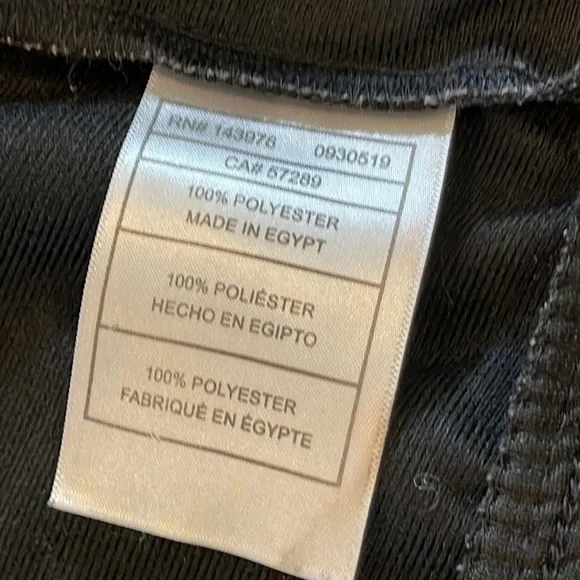 RN# 143976 0930519
CA# 57289
100% POLYESTER
MADE IN EGYPT
100% POLIÉSTER
HECHO EN EGIPTO
100% POLYESTER
FABRIQUÉ EN ÉGYPTE